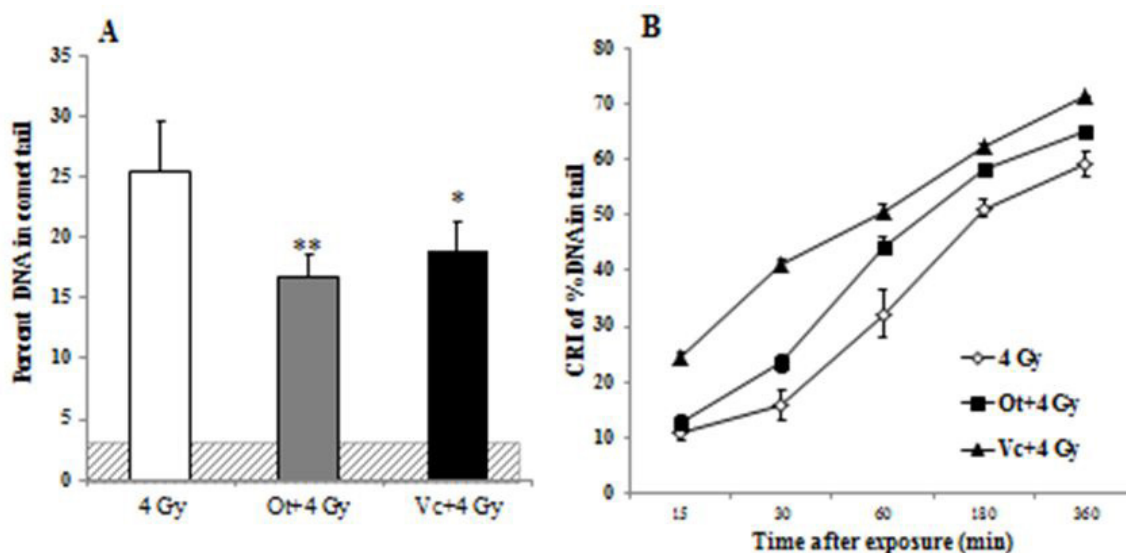 A
Percent DNA in comet tail
35
30
25
20
15
10
5
0
**
*
4 Gy Ot+4 Gy Vc+4 Gy
B
CRI of %DNA in tail
80
70
60
50
40
30
20
10
00
4 Gy
Ot+4 Gy
Vc+4 Gy
15 30 60 180 360
Time after exposure (min)